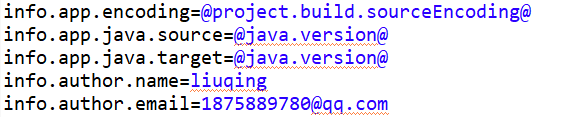 info.app.encoding=@project.build.sourceEncoding@
info.app.java.source=@java.version@
info.app.java.target=@java.version@
info.author.name=liuqing
info.author.email=1875889780@qq.com